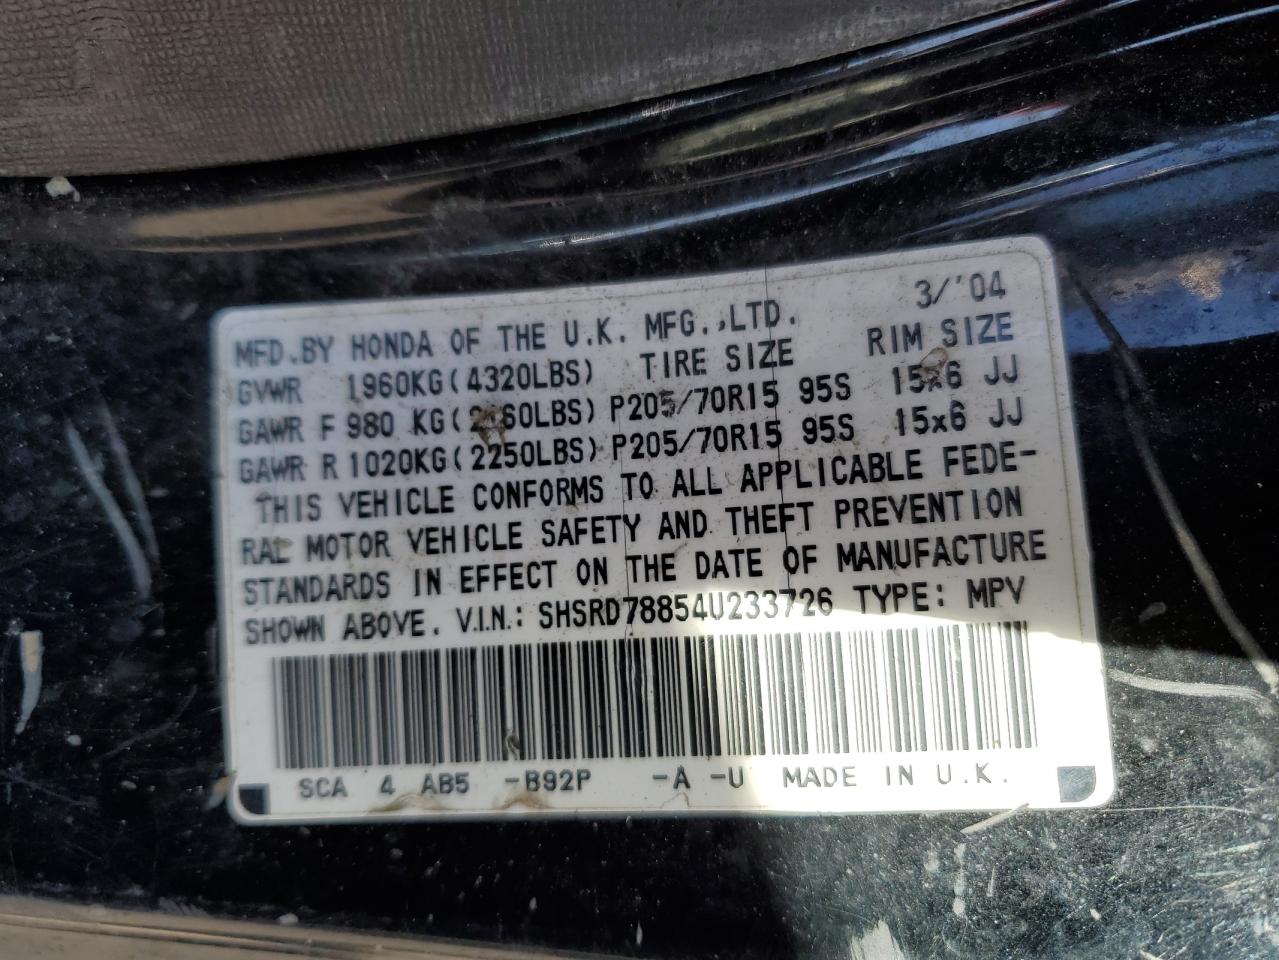 MFD.BY HONDA OF THE U.K. MFG.,LTD. 3/'04
GVWR 1960KG(4320LBS) TIRE SIZE RIM SIZE
GAWR F 980 KG(2160LBS) P205/70R15 95S 15x6 JJ
GAWR R 1020KG(2250LBS) P205/70R15 95S 15x6 JJ
THIS VEHICLE CONFORMS TO ALL APPLICABLE FEDE-
RAL MOTOR VEHICLE SAFETY AND THEFT PREVENTION
STANDARDS IN EFFECT ON THE DATE OF MANUFACTURE
SHOWN ABOVE. V.I.N.: SHSRD78854U233726 TYPE: MPV
SCA 4 AB5 -B92P -A -U MADE IN U.K.